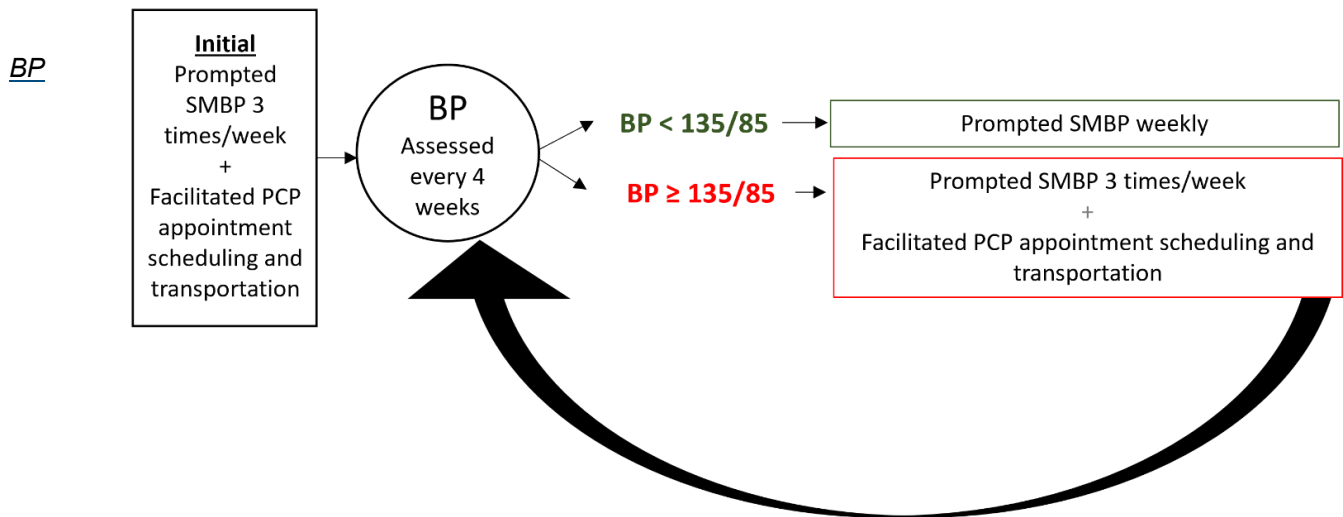 BP
Initial
Prompted
SMBP 3
times/week
+
Facilitated PCP
appointment
scheduling and
transportation
BP
Assessed
every 4
weeks
BP < 135/85
Prompted SMBP weekly
BP ≥ 135/85
Prompted SMBP 3 times/week
+
Facilitated PCP appointment scheduling and
transportation